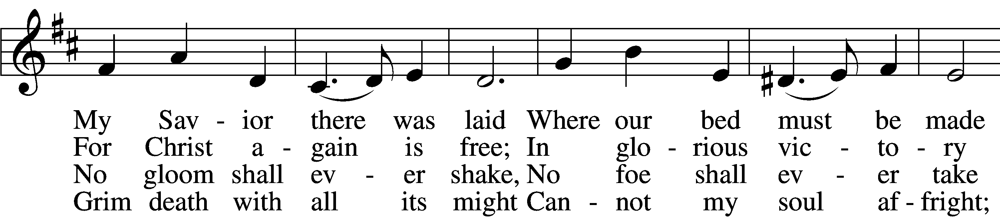 My Sav - ior there was laid Where our bed must be made
For Christ a - gain is free; In glo - rious vic - to - ry
No gloom shall ev - er shake, No foe shall ev - er take
Grim death with all its might Can - not my soul af - fright;